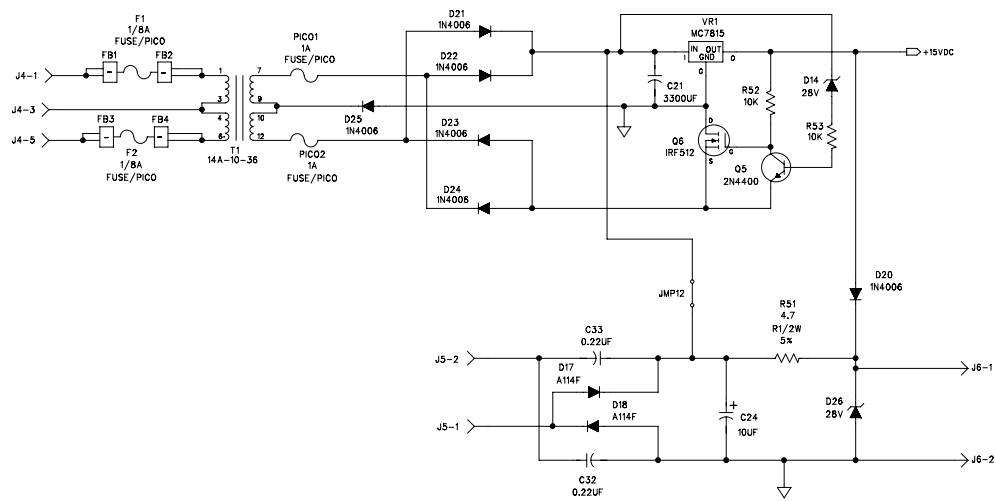 F1
1/8A
FUSE/PICO
FB1
FB2
J4-1
J4-3
J4-5
FB3
FB4
F2
1/8A
FUSE/PICO
1
3
4
6
7
9
10
12
T1
14A-10-36
PICO1
1A
FUSE/PICO
PICO2
1A
FUSE/PICO
D21
1N4006
D22
1N4006
D25
1N4006
D23
1N4006
D24
1N4006
VR1
MC7815
IN OUT
GND
I
O
G
C21
3300UF
+15VDC
R52
10K
D14
28V
R53
10K
D
Q6
IRF512
G
S
Q5
2N4400
JMP12
D20
1N4006
R51
4.7
R1/2W
5%
C33
0.22UF
J5-2
D17
A114F
D18
A114F
J5-1
C32
0.22UF
+
C24
10UF
D26
28V
J6-1
J6-2